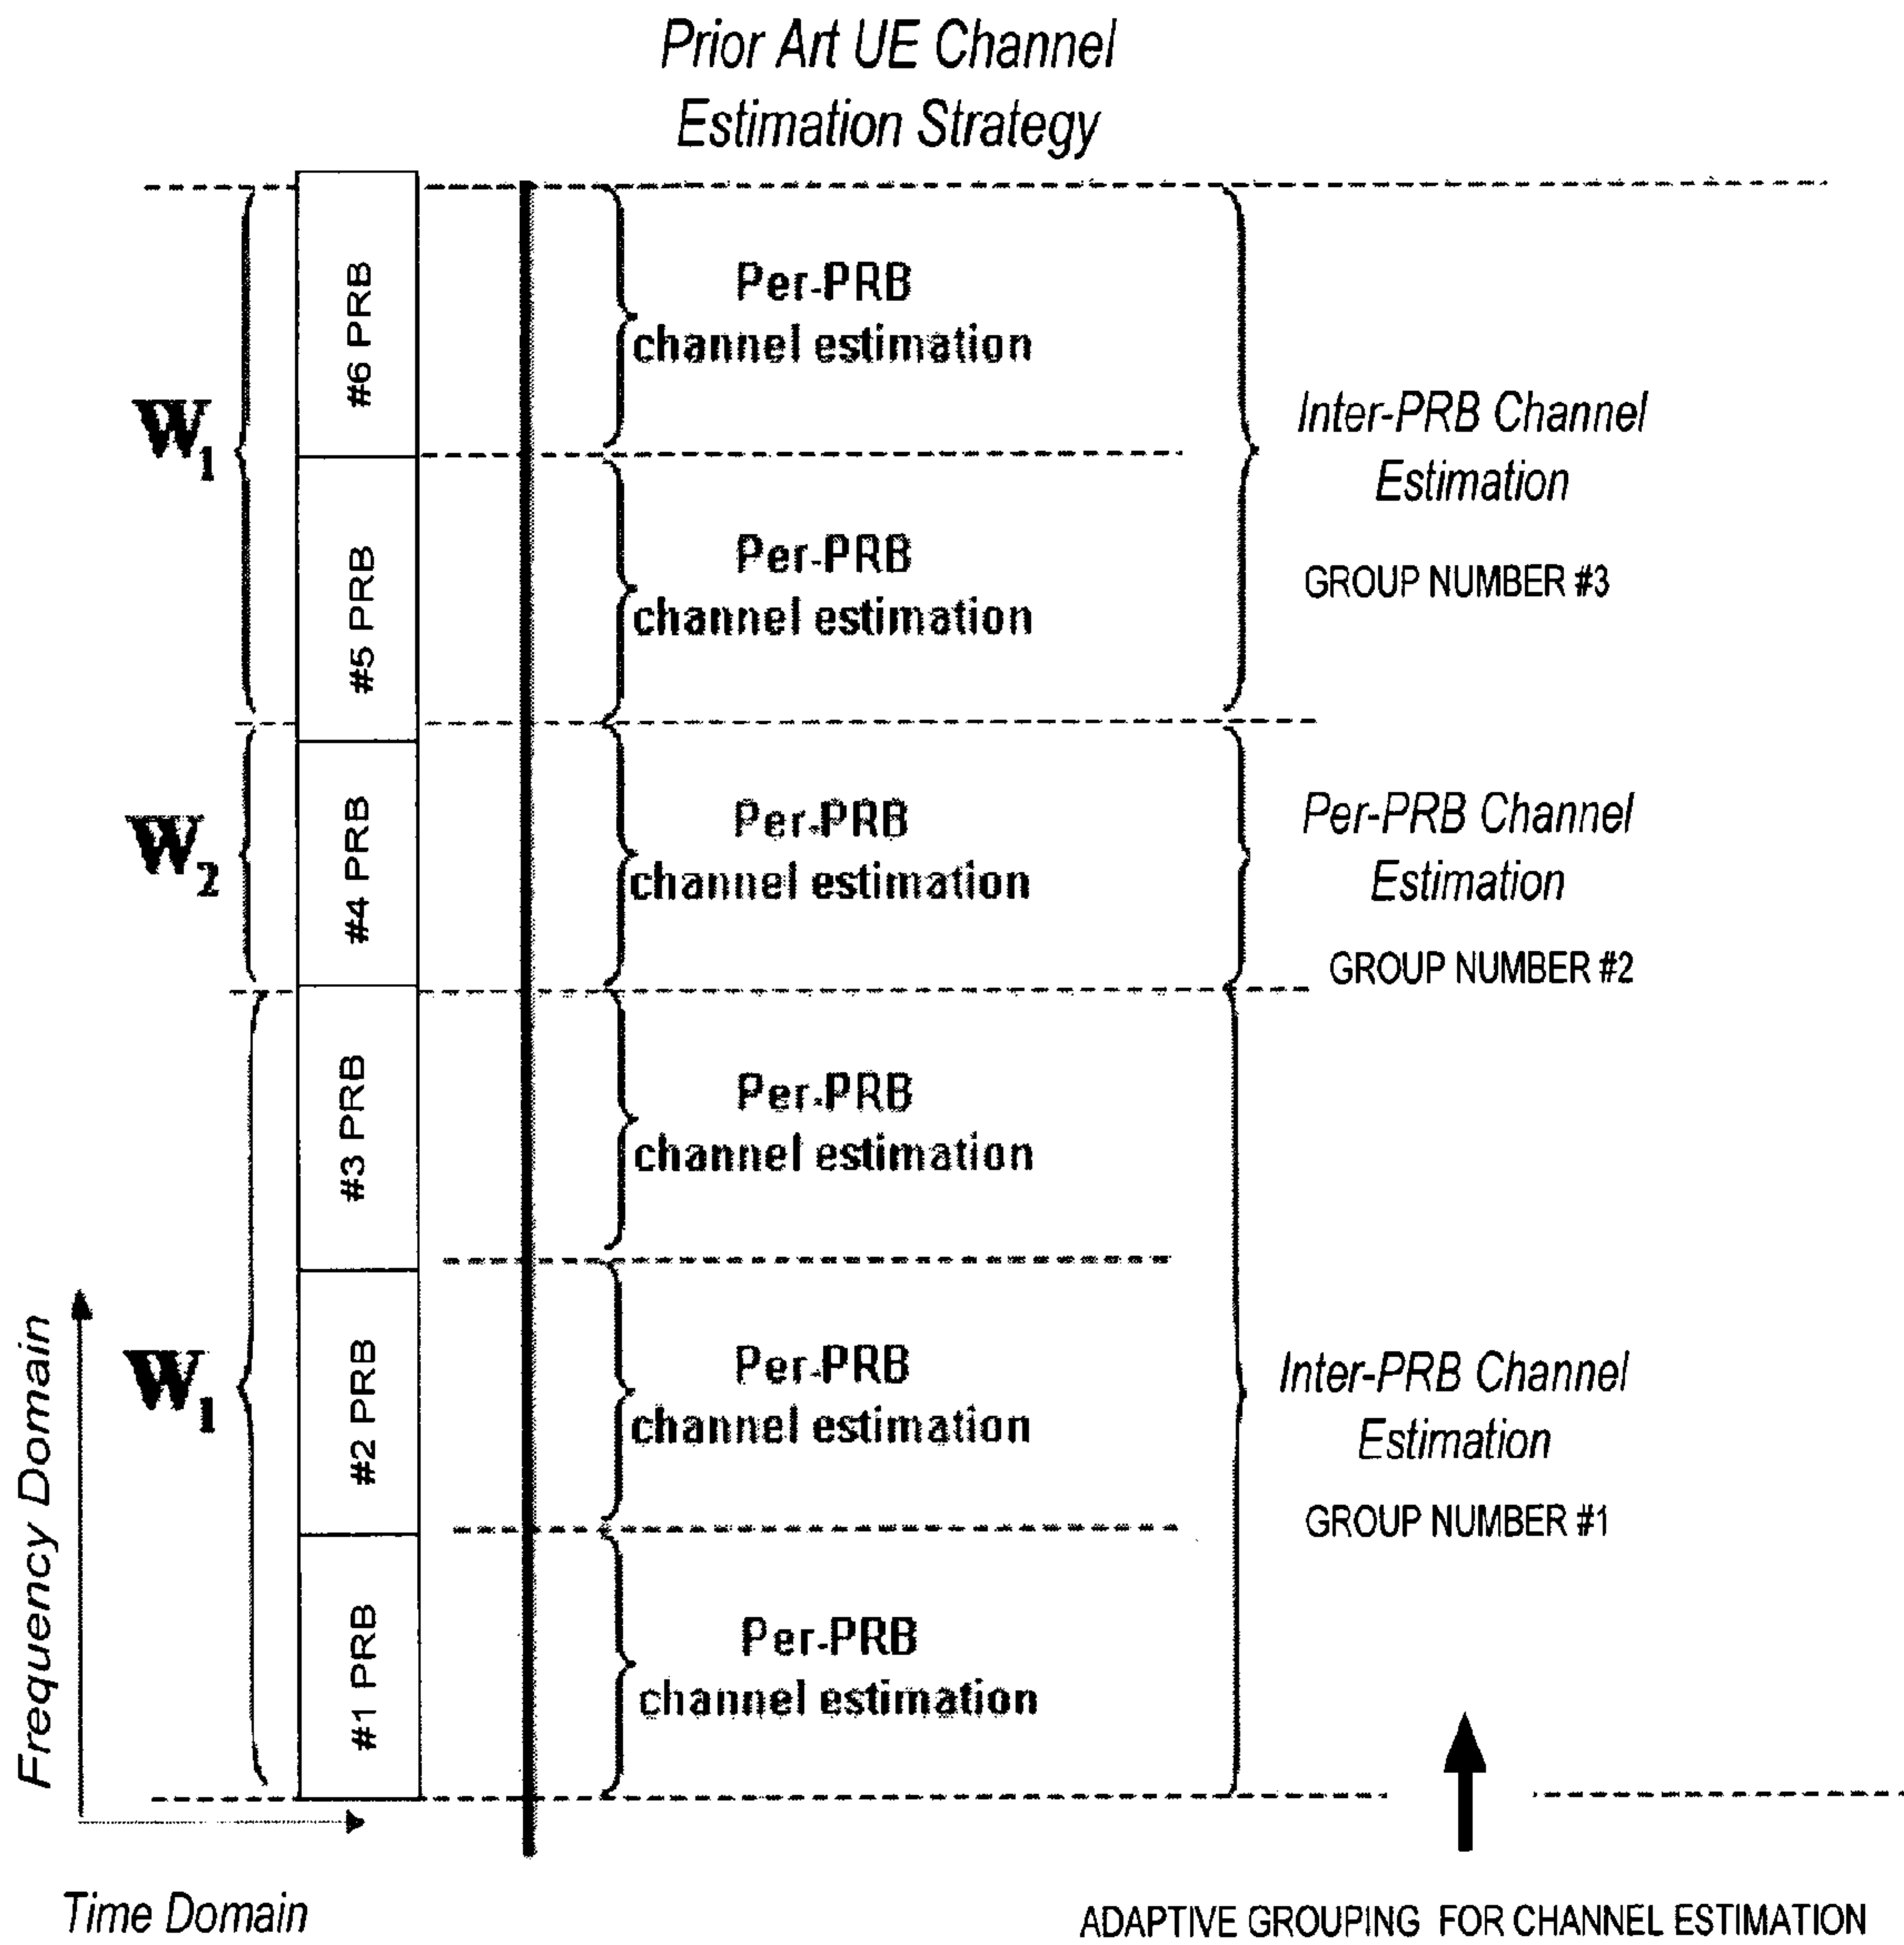 Prior Art UE Channel
Estimation Strategy
W1
#6 PRB
Per-PRB
channel estimation
Inter-PRB Channel
Estimation
GROUP NUMBER #3
#5 PRB
Per-PRB
channel estimation
W2
#4 PRB
Per-PRB
channel estimation
Per-PRB Channel
Estimation
GROUP NUMBER #2
#3 PRB
Per-PRB
channel estimation
W1
#2 PRB
Per-PRB
channel estimation
Inter-PRB Channel
Estimation
GROUP NUMBER #1
#1 PRB
Per-PRB
channel estimation
Frequency Domain
Time Domain
ADAPTIVE GROUPING FOR CHANNEL ESTIMATION